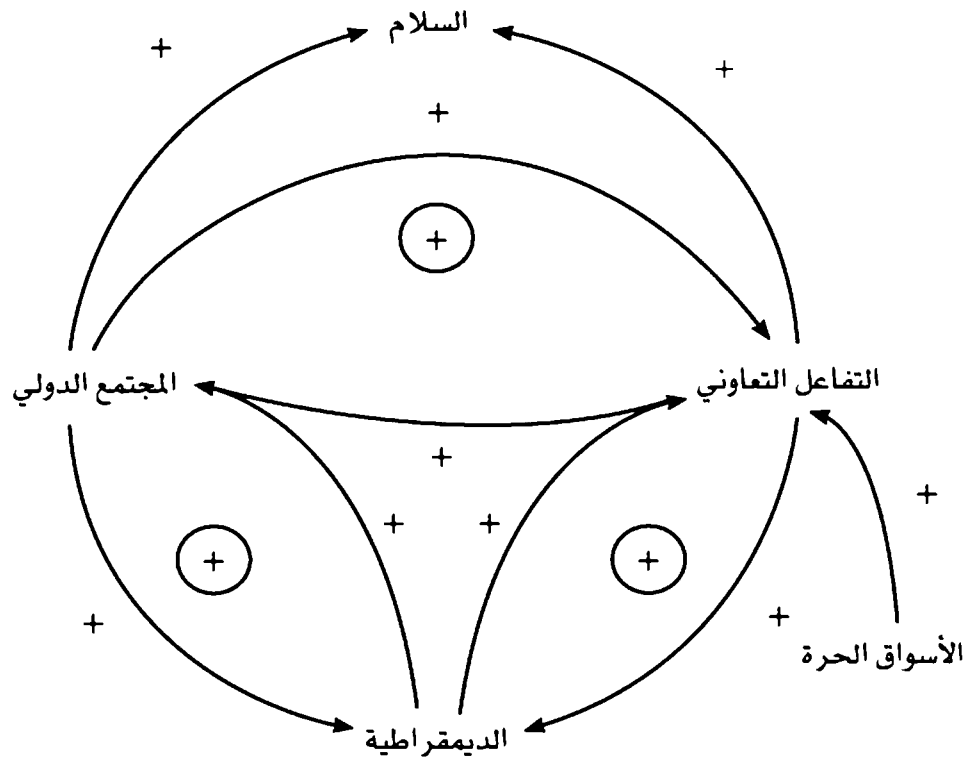 السلام
+
+
+
+
التفاعل التعاوني
المجتمع الدولي
+
+
+
+
+
+
+
+
الأسواق الحرة
الديمقراطية